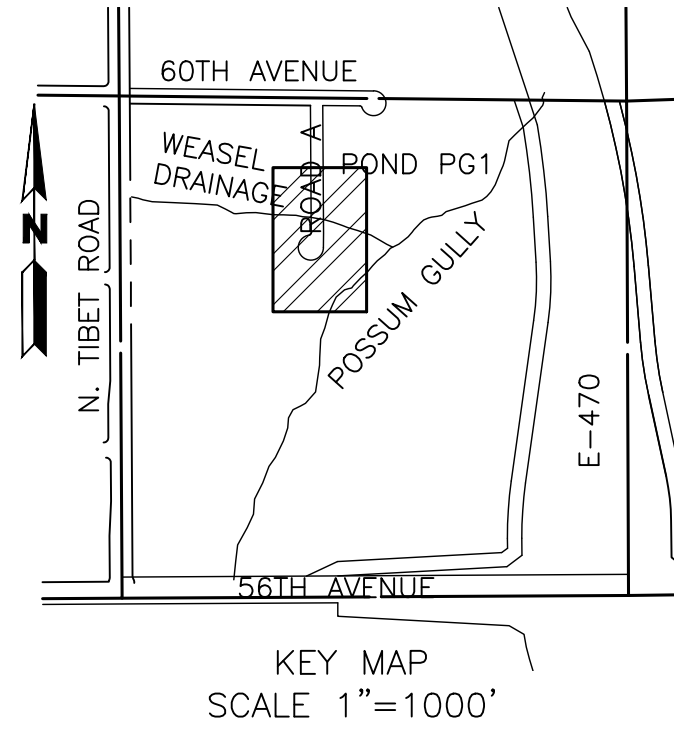 60TH AVENUE
WEASEL
DRAINAGE
ROAD A
POND PG1
N
N. TIBET ROAD
POSSUM GULLY
E-470
56TH AVENUE
KEY MAP
SCALE 1"=1000'